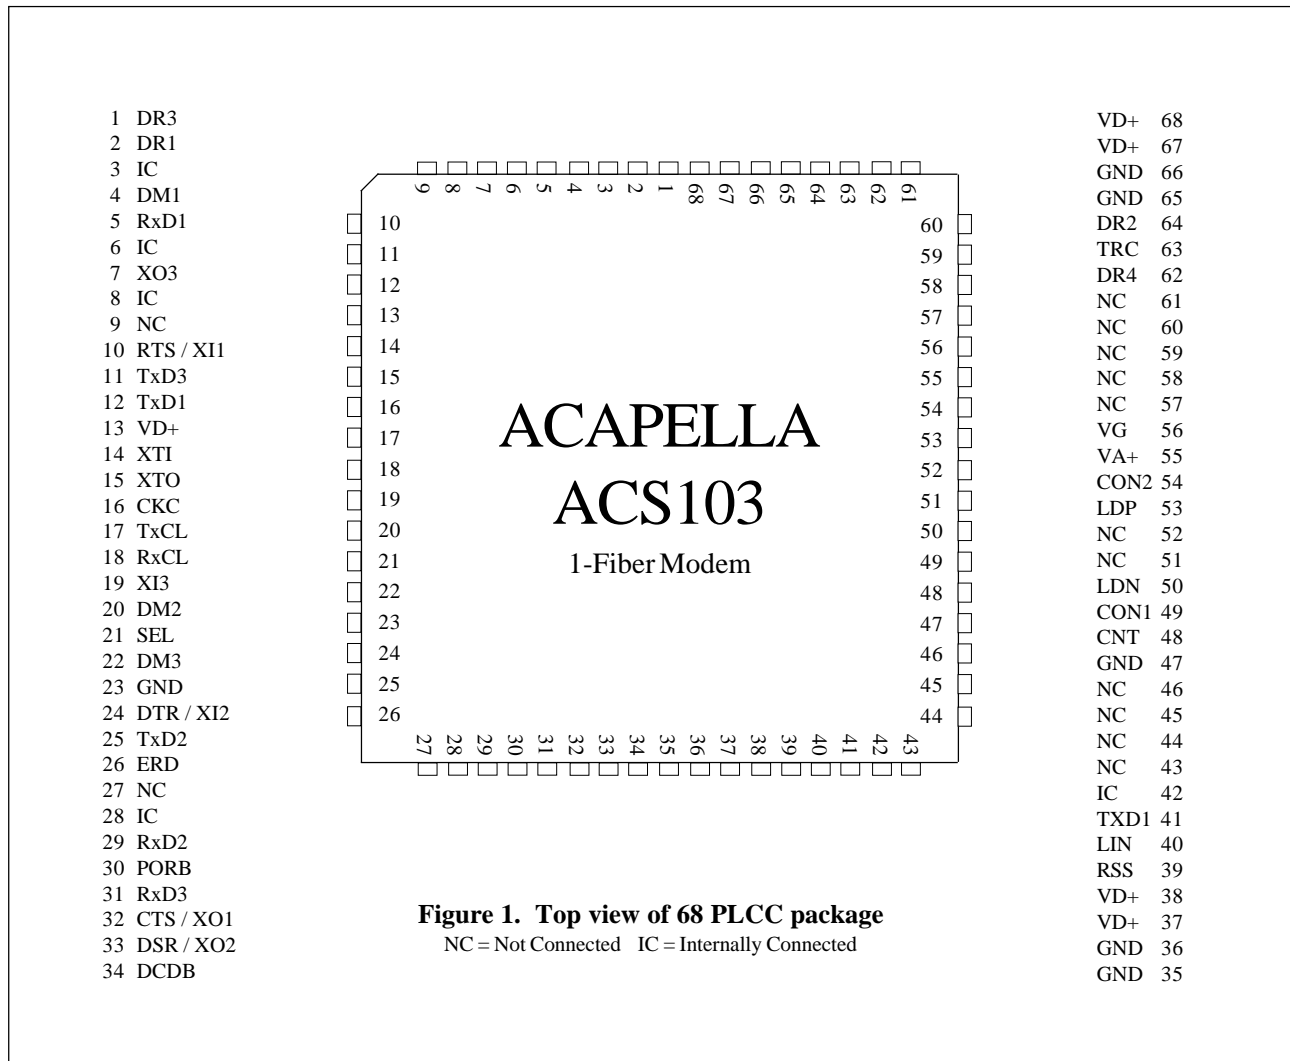 1 DR3
2 DR1
3 IC
4 DM1
5 RxD1
6 IC
7 XO3
8 IC
9 NC
10 RTS / XI1
11 TxD3
12 TxD1
13 VD+
14 XTI
15 XTO
16 CKC
17 TxCL
18 RxCL
19 XI3
20 DM2
21 SEL
22 DM3
23 GND
24 DTR / XI2
25 TxD2
26 ERD
27 NC
28 IC
29 RxD2
30 PORB
31 RxD3
32 CTS / XO1
33 DSR / XO2
34 DCDB
9 8 7 6 5 4 3 2 1 68 67 66 65 64 63 62 61
10
11
12
13
14
15
16
17
18
19
20
21
22
23
24
25
26
ACAPELLA
ACS103
1-Fiber Modem
60
59
58
57
56
55
54
53
52
51
50
49
48
47
46
45
44
27 28 29 30 31 32 33 34 35 36 37 38 39 40 41 42 43
VD+ 68
VD+ 67
GND 66
GND 65
DR2 64
TRC 63
DR4 62
NC 61
NC 60
NC 59
NC 58
NC 57
VG 56
VA+ 55
CON2 54
LDP 53
NC 52
NC 51
LDN 50
CON1 49
CNT 48
GND 47
NC 46
NC 45
NC 44
NC 43
IC 42
TXD1 41
LIN 40
RSS 39
VD+ 38
VD+ 37
GND 36
GND 35
Figure 1. Top view of 68 PLCC package
NC = Not Connected IC = Internally Connected